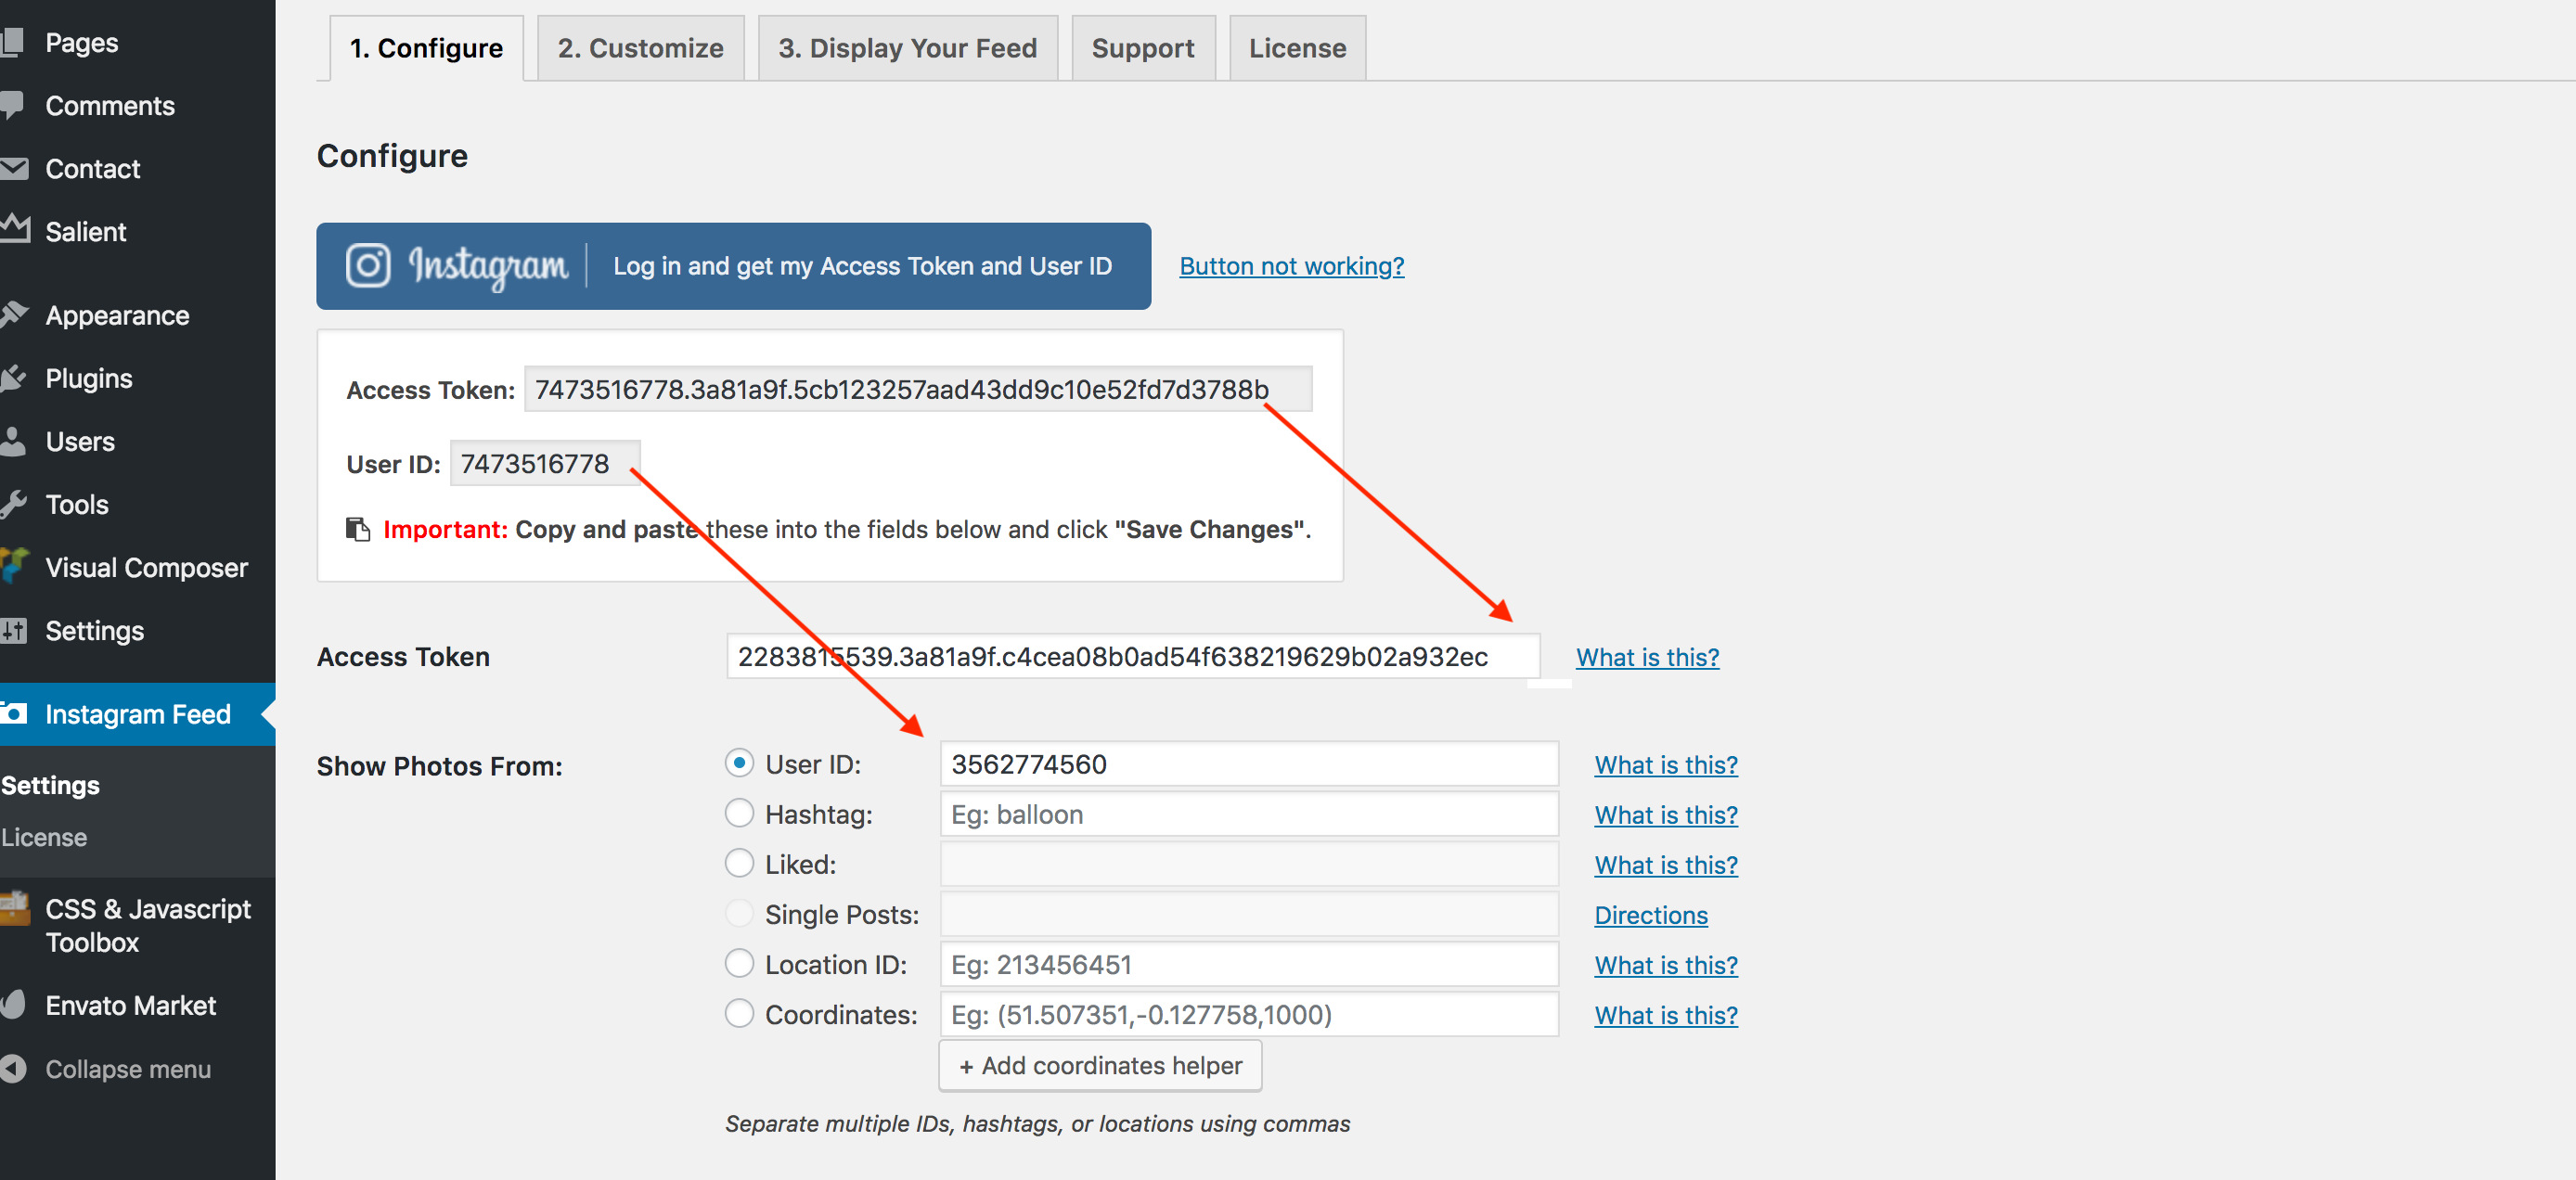 Pages
Comments
Contact
Salient
Appearance
Plugins
Users
Tools
Visual Composer
Settings
Instagram Feed
Settings
License
CSS & Javascript
Toolbox
Envato Market
Collapse menu
1. Configure 2. Customize 3. Display Your Feed Support License
Configure
Instagram Log in and get my Access Token and User ID Button not working?
Access Token: 7473516778.3a81a9f.5cb123257aad43dd9c10e52fd7d3788b
User ID: 7473516778
Important: Copy and paste these into the fields below and click "Save Changes".
Access Token 2283815539.3a81a9f.c4cea08b0ad54f638219629b02a932ec What is this?
Show Photos From: User ID: 3562774560 What is this?
Hashtag: Eg: balloon What is this?
Liked: What is this?
Single Posts: Directions
Location ID: Eg: 213456451 What is this?
Coordinates: Eg: (51.507351,-0.127758,1000) What is this?
+ Add coordinates helper
Separate multiple IDs, hashtags, or locations using commas